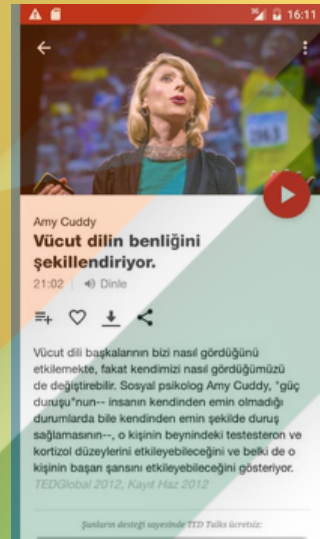 3G 16:11
Amy Cuddy
Vücut dilin benliğini
şekillendiriyor.
21:02 | Dinle
Vücut dili başkalarının bizi nasıl gördüğünü
etkilemekte, fakat kendimizi nasıl gördüğümüzü
de değiştirebilir. Sosyal psikolog Amy Cuddy, "güç
duruşu"nun-- insanın kendinden emin olmadığı
durumlarda bile kendinden emin şekilde duruş
sağlamasının--, o kişinin beynindeki testesteron ve
kortizol düzeylerini etkileyebileceğini ve belki de o
kişinin başarı şansını etkileyebileceğini gösteriyor.
TEDGlobal 2012, Kayıt Haz 2012
Şunların desteği sayesinde TED Talks ücretsiz: